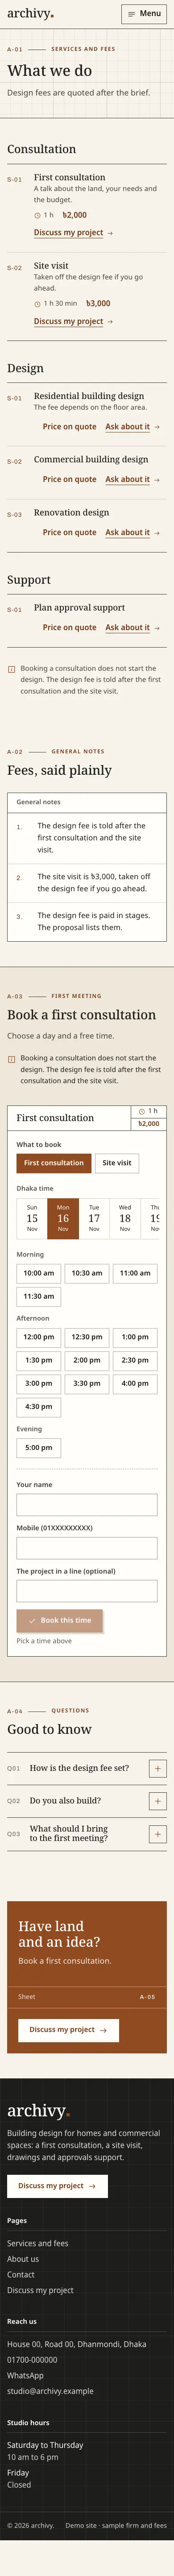 archivy.
Menu
A-01 SERVICES AND FEES
What we do
Design fees are quoted after the brief.
Consultation
S-01 First consultation
A talk about the land, your needs and
the budget.
1 h ৳2,000
Discuss my project →
S-02 Site visit
Taken off the design fee if you go
ahead.
1 h 30 min ৳3,000
Discuss my project →
Design
S-01 Residential building design
The fee depends on the floor area.
Price on quote Ask about it →
S-02 Commercial building design
Price on quote Ask about it →
S-03 Renovation design
Price on quote Ask about it →
Support
S-01 Plan approval support
Price on quote Ask about it →
Booking a consultation does not start the
design. The design fee is told after the first
consultation and the site visit.
A-02 GENERAL NOTES
Fees, said plainly
General notes
1. The design fee is told after the
first consultation and the site
visit.
2. The site visit is ৳3,000, taken off
the design fee if you go ahead.
3. The design fee is paid in stages.
The proposal lists them.
A-03 FIRST MEETING
Book a first consultation
Choose a day and a free time.
Booking a consultation does not start the
design. The design fee is told after the first
consultation and the site visit.
First consultation
1 h
৳2,000
What to book
First consultation Site visit
Dhaka time
Sun Mon Tue Wed Thu
15 16 17 18 19
Nov Nov Nov Nov Nov
Morning
10:00 am 10:30 am 11:00 am
11:30 am
Afternoon
12:00 pm 12:30 pm 1:00 pm
1:30 pm 2:00 pm 2:30 pm
3:00 pm 3:30 pm 4:00 pm
4:30 pm
Evening
5:00 pm
Your name
Mobile (01XXXXXXXXX)
The project in a line (optional)
Book this time
Pick a time above
A-04 QUESTIONS
Good to know
Q01 How is the design fee set? +
Q02 Do you also build? +
Q03 What should I bring
to the first meeting? +
Have land
and an idea?
Book a first consultation.
Sheet A-05
Discuss my project →
archivy.
Building design for homes and commercial
spaces: a first consultation, a site visit,
drawings and approvals support.
Discuss my project →
Pages
Services and fees
About us
Contact
Discuss my project
Reach us
House 00, Road 00, Dhanmondi, Dhaka
01700-000000
WhatsApp
studio@archivy.example
Studio hours
Saturday to Thursday
10 am to 6 pm
Friday
Closed
© 2026 archivy. Demo site · sample firm and fees